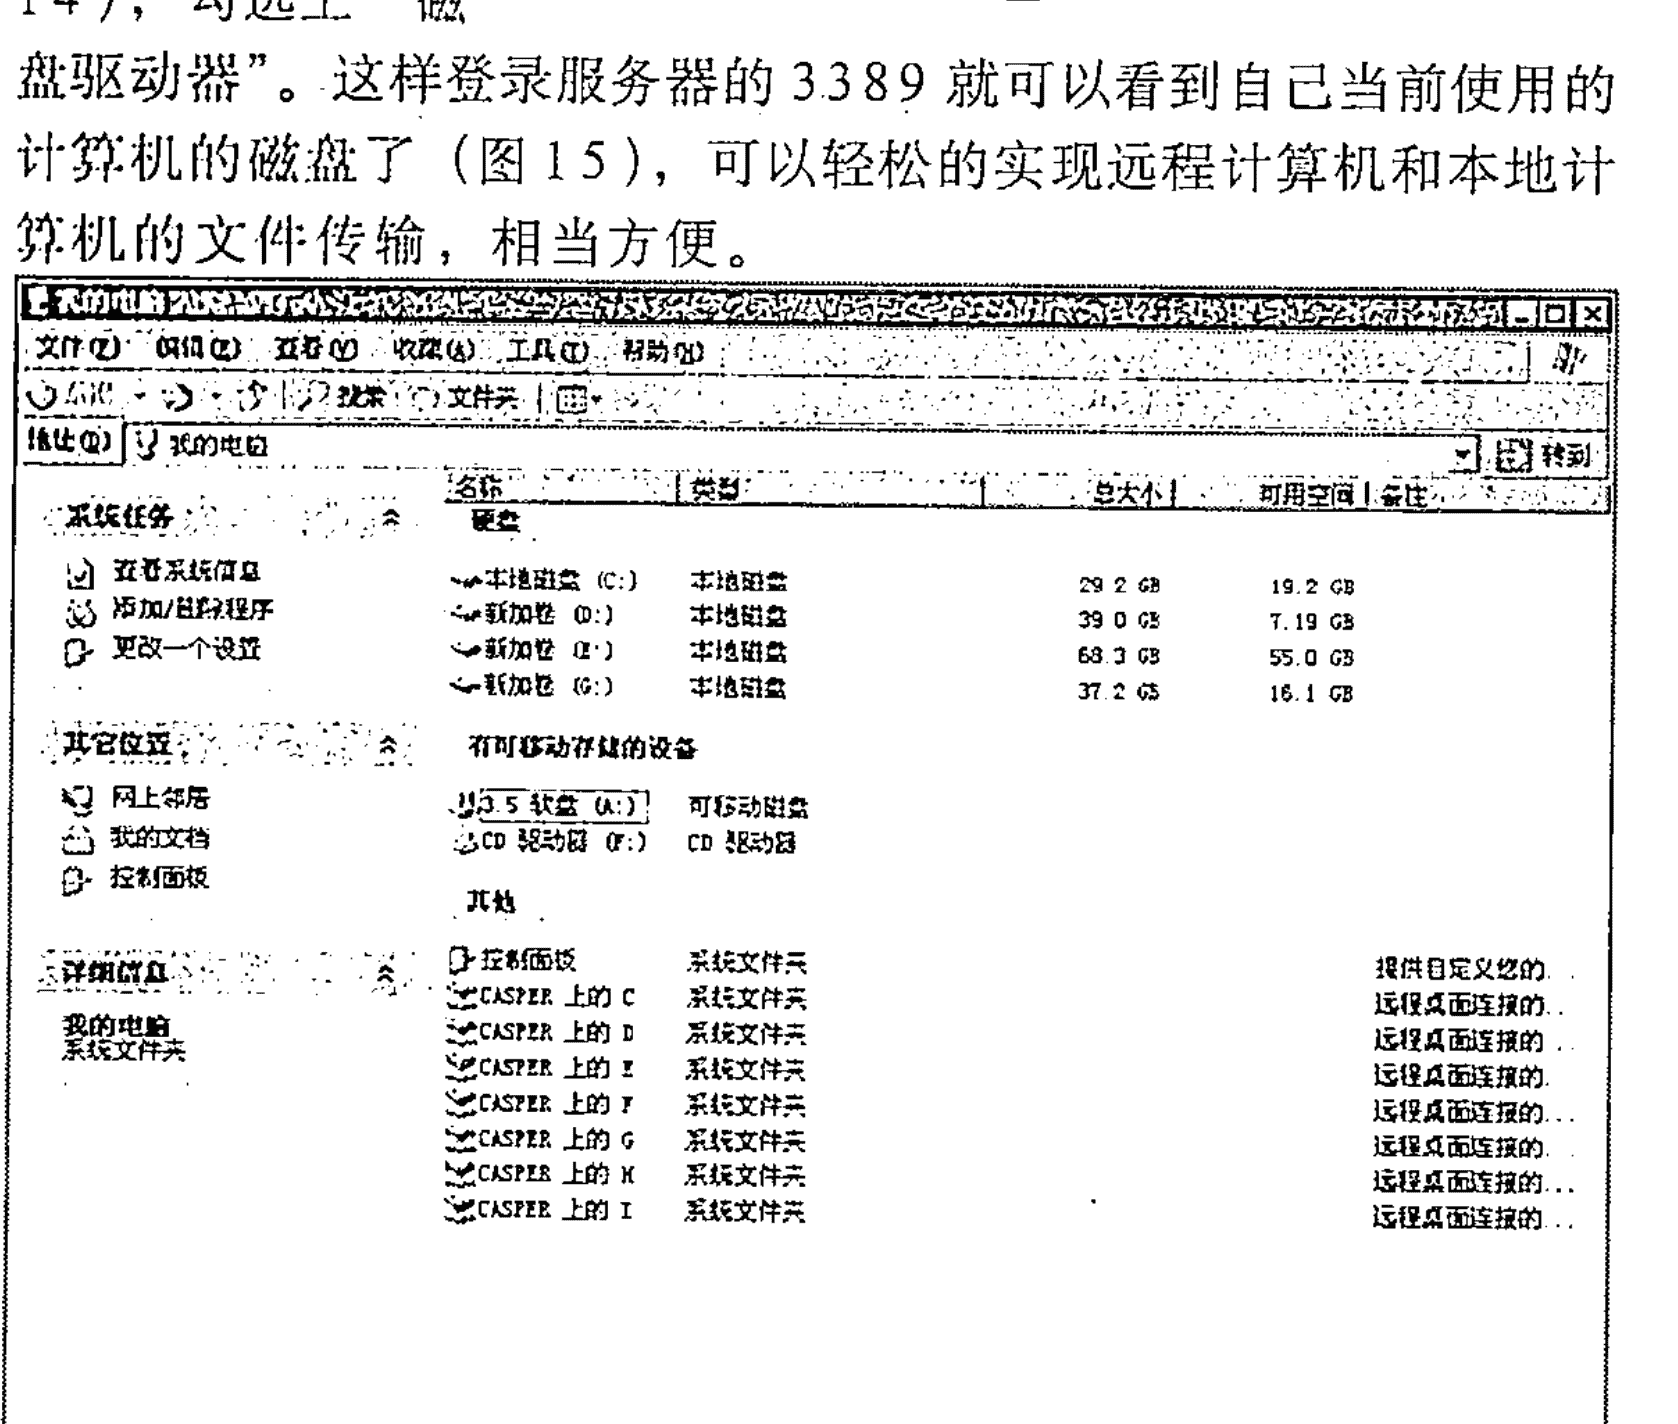 14），勾选上“磁
盘驱动器”。这样登录服务器的3389就可以看到自己当前使用的
计算机的磁盘了（图15），可以轻松的实现远程计算机和本地计
算机的文件传输，相当方便。
我的电脑
文件(F) 编辑(E) 查看(V) 收藏(A) 工具(T) 帮助(H)
后退 搜索 文件夹
地址(D) 我的电脑 转到
名称 类型 总大小 可用空间 备注
系统任务
查看系统信息
添加/删除程序
更改一个设置
其它位置
网上邻居
我的文档
控制面板
详细信息
我的电脑
系统文件夹
硬盘
本地磁盘 (C:) 本地磁盘 29.2 GB 19.2 GB
新加卷 (D:) 本地磁盘 39.0 GB 7.19 GB
新加卷 (E:) 本地磁盘 68.3 GB 55.0 GB
新加卷 (G:) 本地磁盘 37.2 GB 16.1 GB
有可移动存储的设备
3.5 软盘 (A:) 可移动磁盘
CD 驱动器 (F:) CD 驱动器
其他
控制面板 系统文件夹 提供自定义您的...
CASPER 上的 C 系统文件夹 远程桌面连接的...
CASPER 上的 D 系统文件夹 远程桌面连接的...
CASPER 上的 E 系统文件夹 远程桌面连接的...
CASPER 上的 F 系统文件夹 远程桌面连接的...
CASPER 上的 G 系统文件夹 远程桌面连接的...
CASPER 上的 H 系统文件夹 远程桌面连接的...
CASPER 上的 I 系统文件夹 远程桌面连接的...